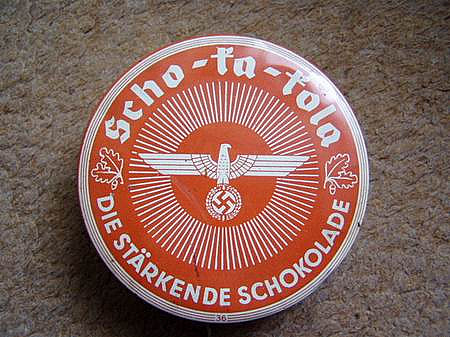 Scho-ka-kola
DIE STÄRKENDE SCHOKOLADE
36